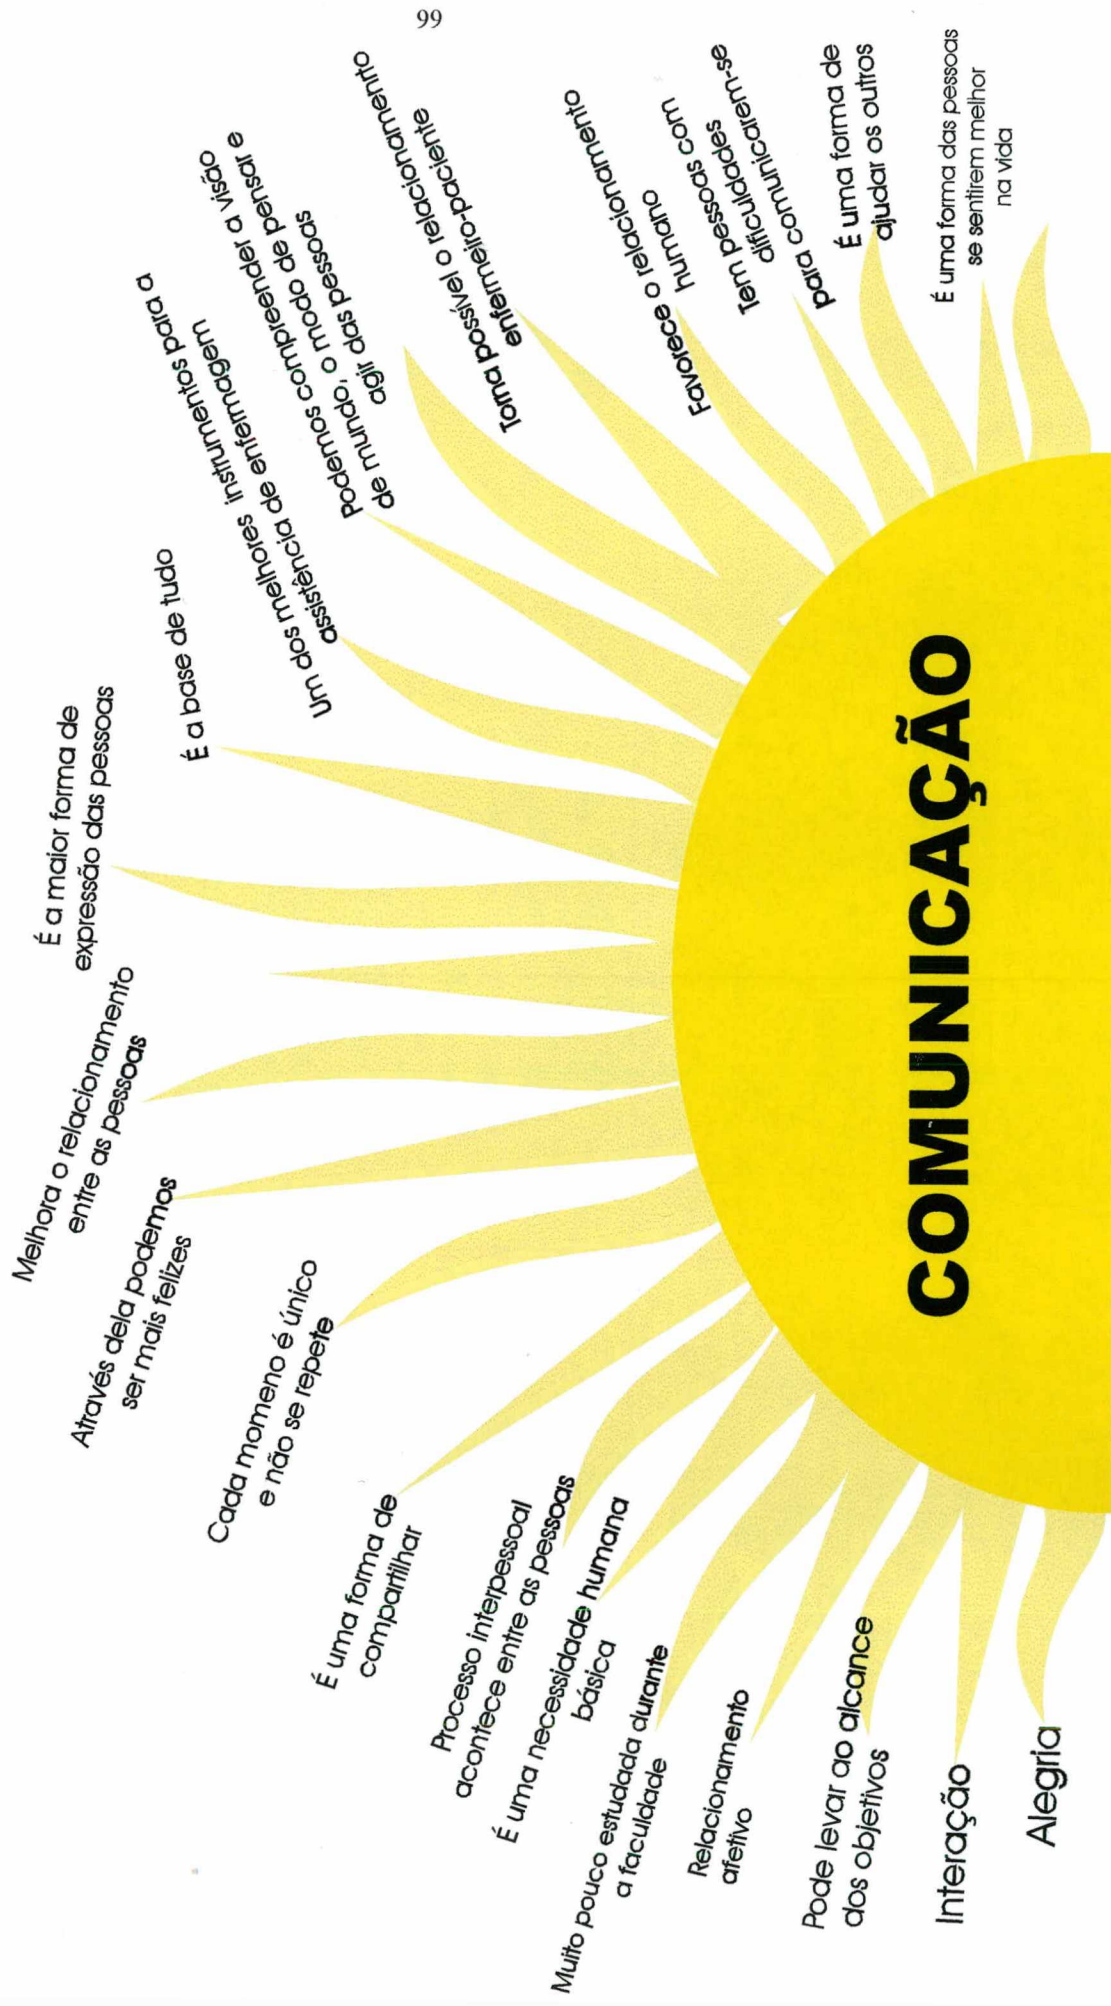 99
Alegria
Interação
Pode levar ao alcance
dos objetivos
Relacionamento
afetivo
Muito pouco estudada durante
a faculdade
É uma necessidade humana
básica
Processo interpessoal
acontece entre as pessoas
É uma forma de
compartilhar
Cada momeno é único
e não se repete
Através dela podemos
ser mais felizes
Melhora o relacionamento
entre as pessoas
É a maior forma de
expressão das pessoas
É a base de tudo
Um dos melhores instrumentos para a
assistência de enfermagem
Podemos compreender a visão
de mundo, o modo de pensar e
agir das pessoas
Torna possível o relacionamento
enfermeiro-paciente
Favorece o relacionamento
humano
Tem pessoas com
dificuldades
para comunicarem-se
É uma forma de
ajudar os outros
É uma forma das pessoas
se sentirem melhor
na vida
COMUNICAÇÃO